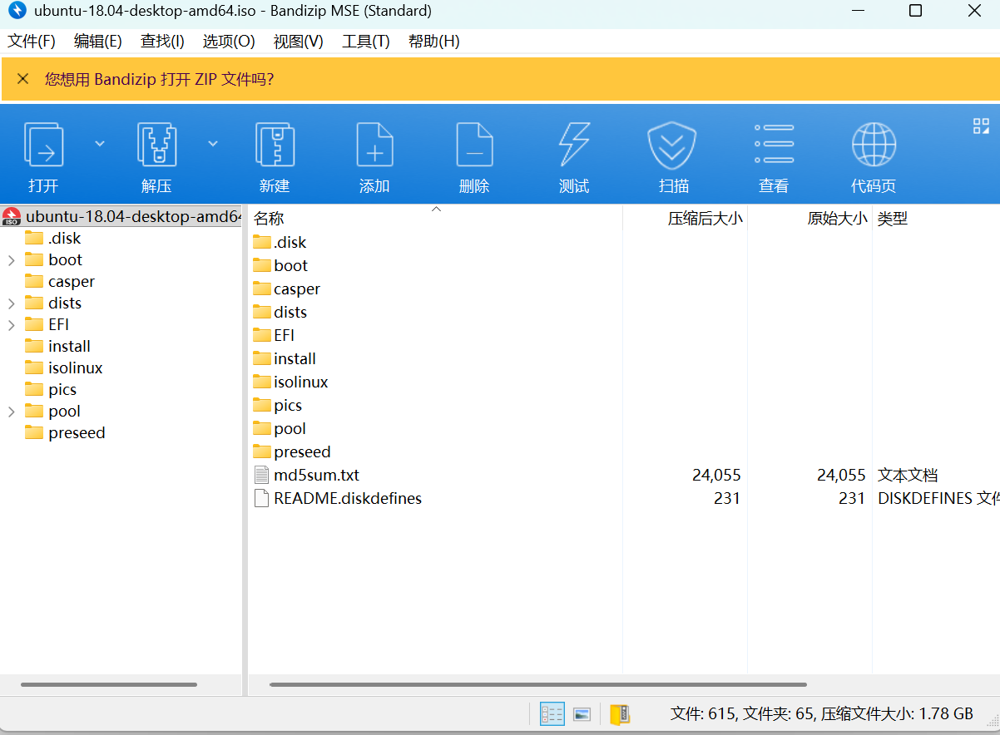 ubuntu-18.04-desktop-amd64.iso - Bandizip MSE (Standard)
文件(F) 编辑(E) 查找(I) 选项(O) 视图(V) 工具(T) 帮助(H)
您想用 Bandizip 打开 ZIP 文件吗?
打开 解压 新建 添加 删除 测试 扫描 查看 代码页
ISO ubuntu-18.04-desktop-amd64
.disk
boot
casper
dists
EFI
install
isolinux
pics
pool
preseed
名称 压缩后大小 原始大小 类型
.disk
boot
casper
dists
EFI
install
isolinux
pics
pool
preseed
md5sum.txt 24,055 24,055 文本文档
README.diskdefines 231 231 DISKDEFINES 文件
文件: 615, 文件夹: 65, 压缩文件大小: 1.78 GB